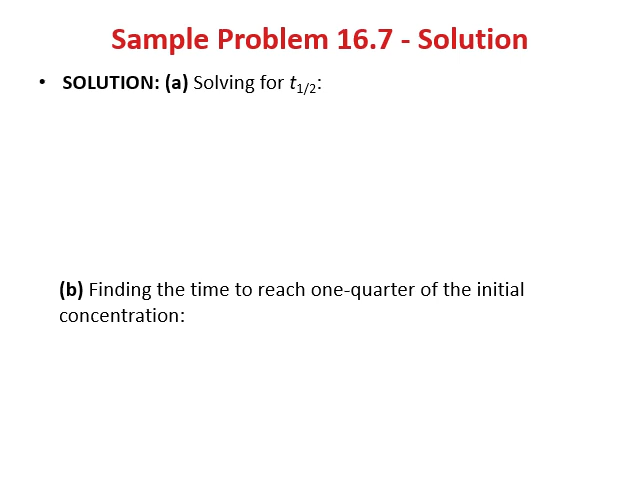 Sample Problem 16.7 - Solution
• SOLUTION: (a) Solving for t1/2:
(b) Finding the time to reach one-quarter of the initial
concentration: